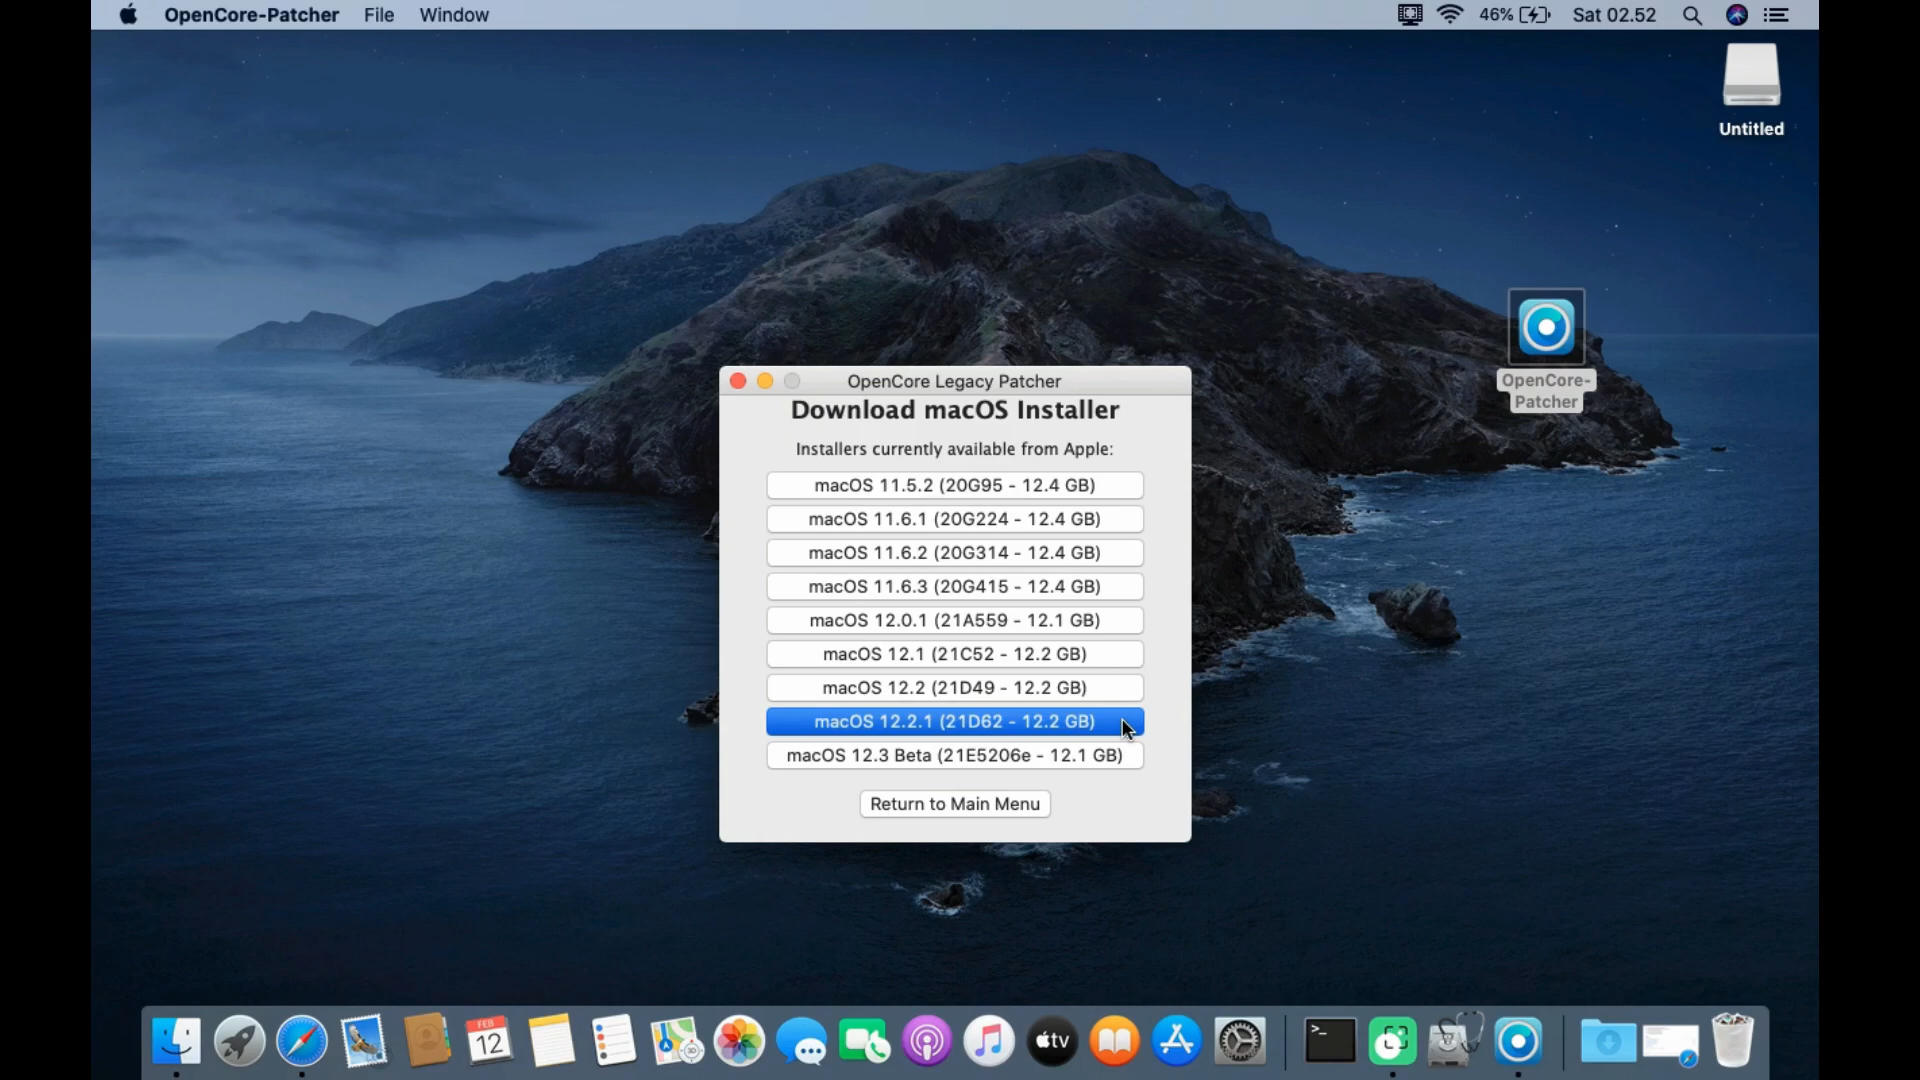 OpenCore-Patcher File Window 46% Sat 02.52
Untitled
OpenCore-
Patcher
OpenCore Legacy Patcher
Download macOS Installer
Installers currently available from Apple:
macOS 11.5.2 (20G95 - 12.4 GB)
macOS 11.6.1 (20G224 - 12.4 GB)
macOS 11.6.2 (20G314 - 12.4 GB)
macOS 11.6.3 (20G415 - 12.4 GB)
macOS 12.0.1 (21A559 - 12.1 GB)
macOS 12.1 (21C52 - 12.2 GB)
macOS 12.2 (21D49 - 12.2 GB)
macOS 12.2.1 (21D62 - 12.2 GB)
macOS 12.3 Beta (21E5206e - 12.1 GB)
Return to Main Menu
FEB
12
tv
>_